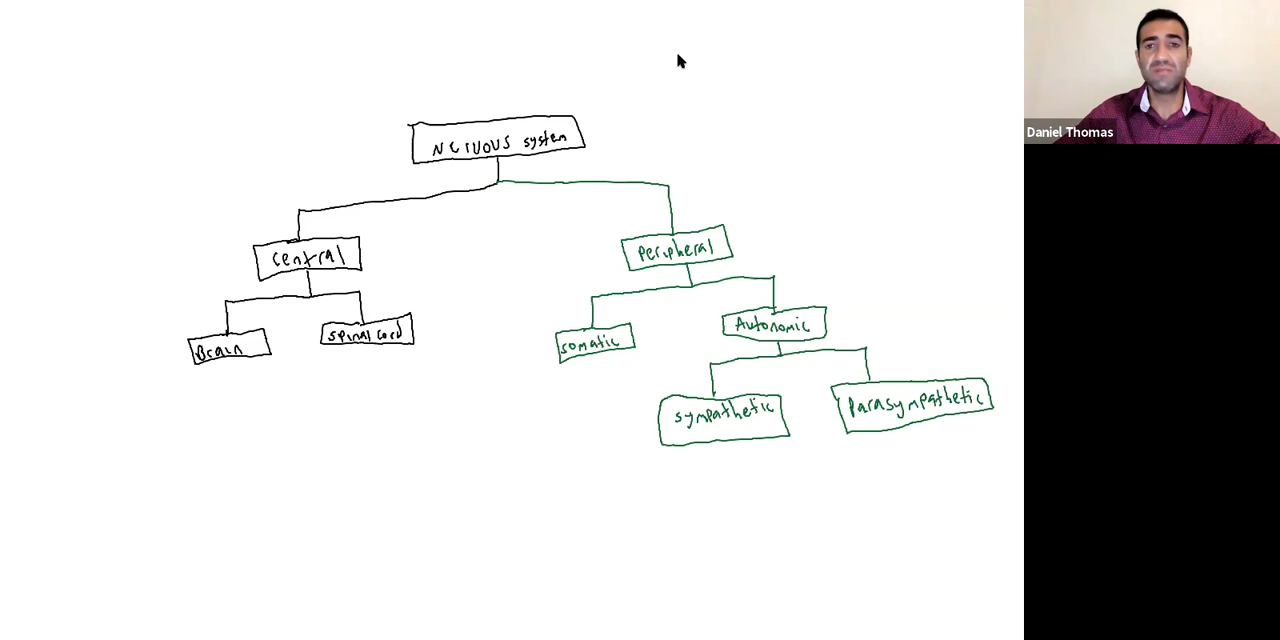 Nervous system
Daniel Thomas
Central
Peripheral
Brain
spinal cord
somatic
Autonomic
sympathetic
Parasympathetic